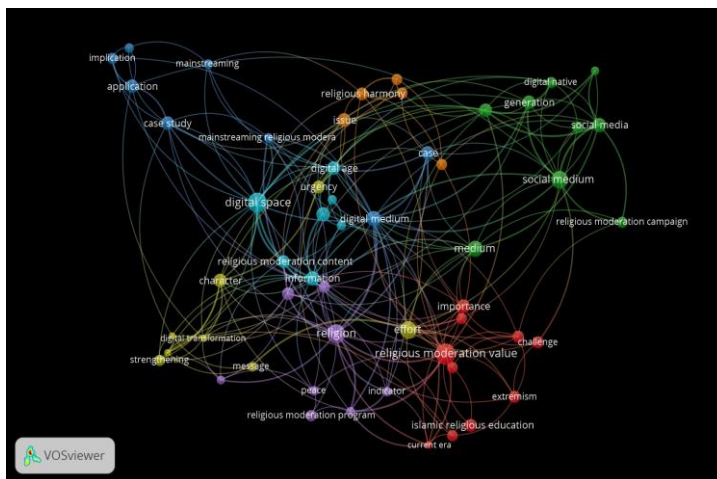 implication
mainstreaming
application
religious harmony
digital native
generation
case study
issue
social media
mainstreaming religious modera
case
digital age
urgency
social medium
digital space
digital medium
religious moderation campaign
medium
religious moderation content
character
information
importance
digital transformation
religion
effort
challenge
strengthening
religious moderation value
message
peace
indicator
extremism
religious moderation program
islamic religious education
current era
VOSviewer